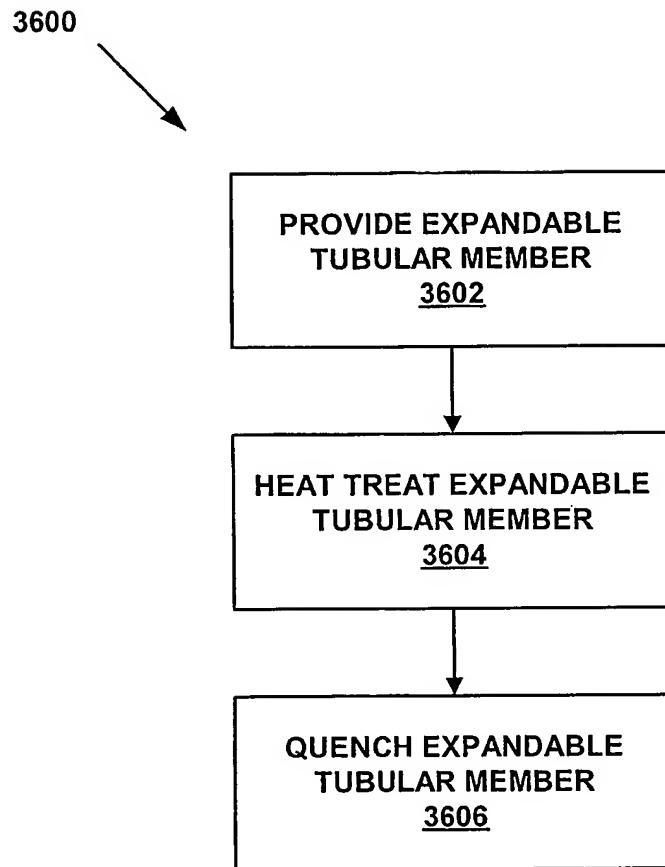 3600
PROVIDE EXPANDABLE
TUBULAR MEMBER
3602
HEAT TREAT EXPANDABLE
TUBULAR MEMBER
3604
QUENCH EXPANDABLE
TUBULAR MEMBER
3606